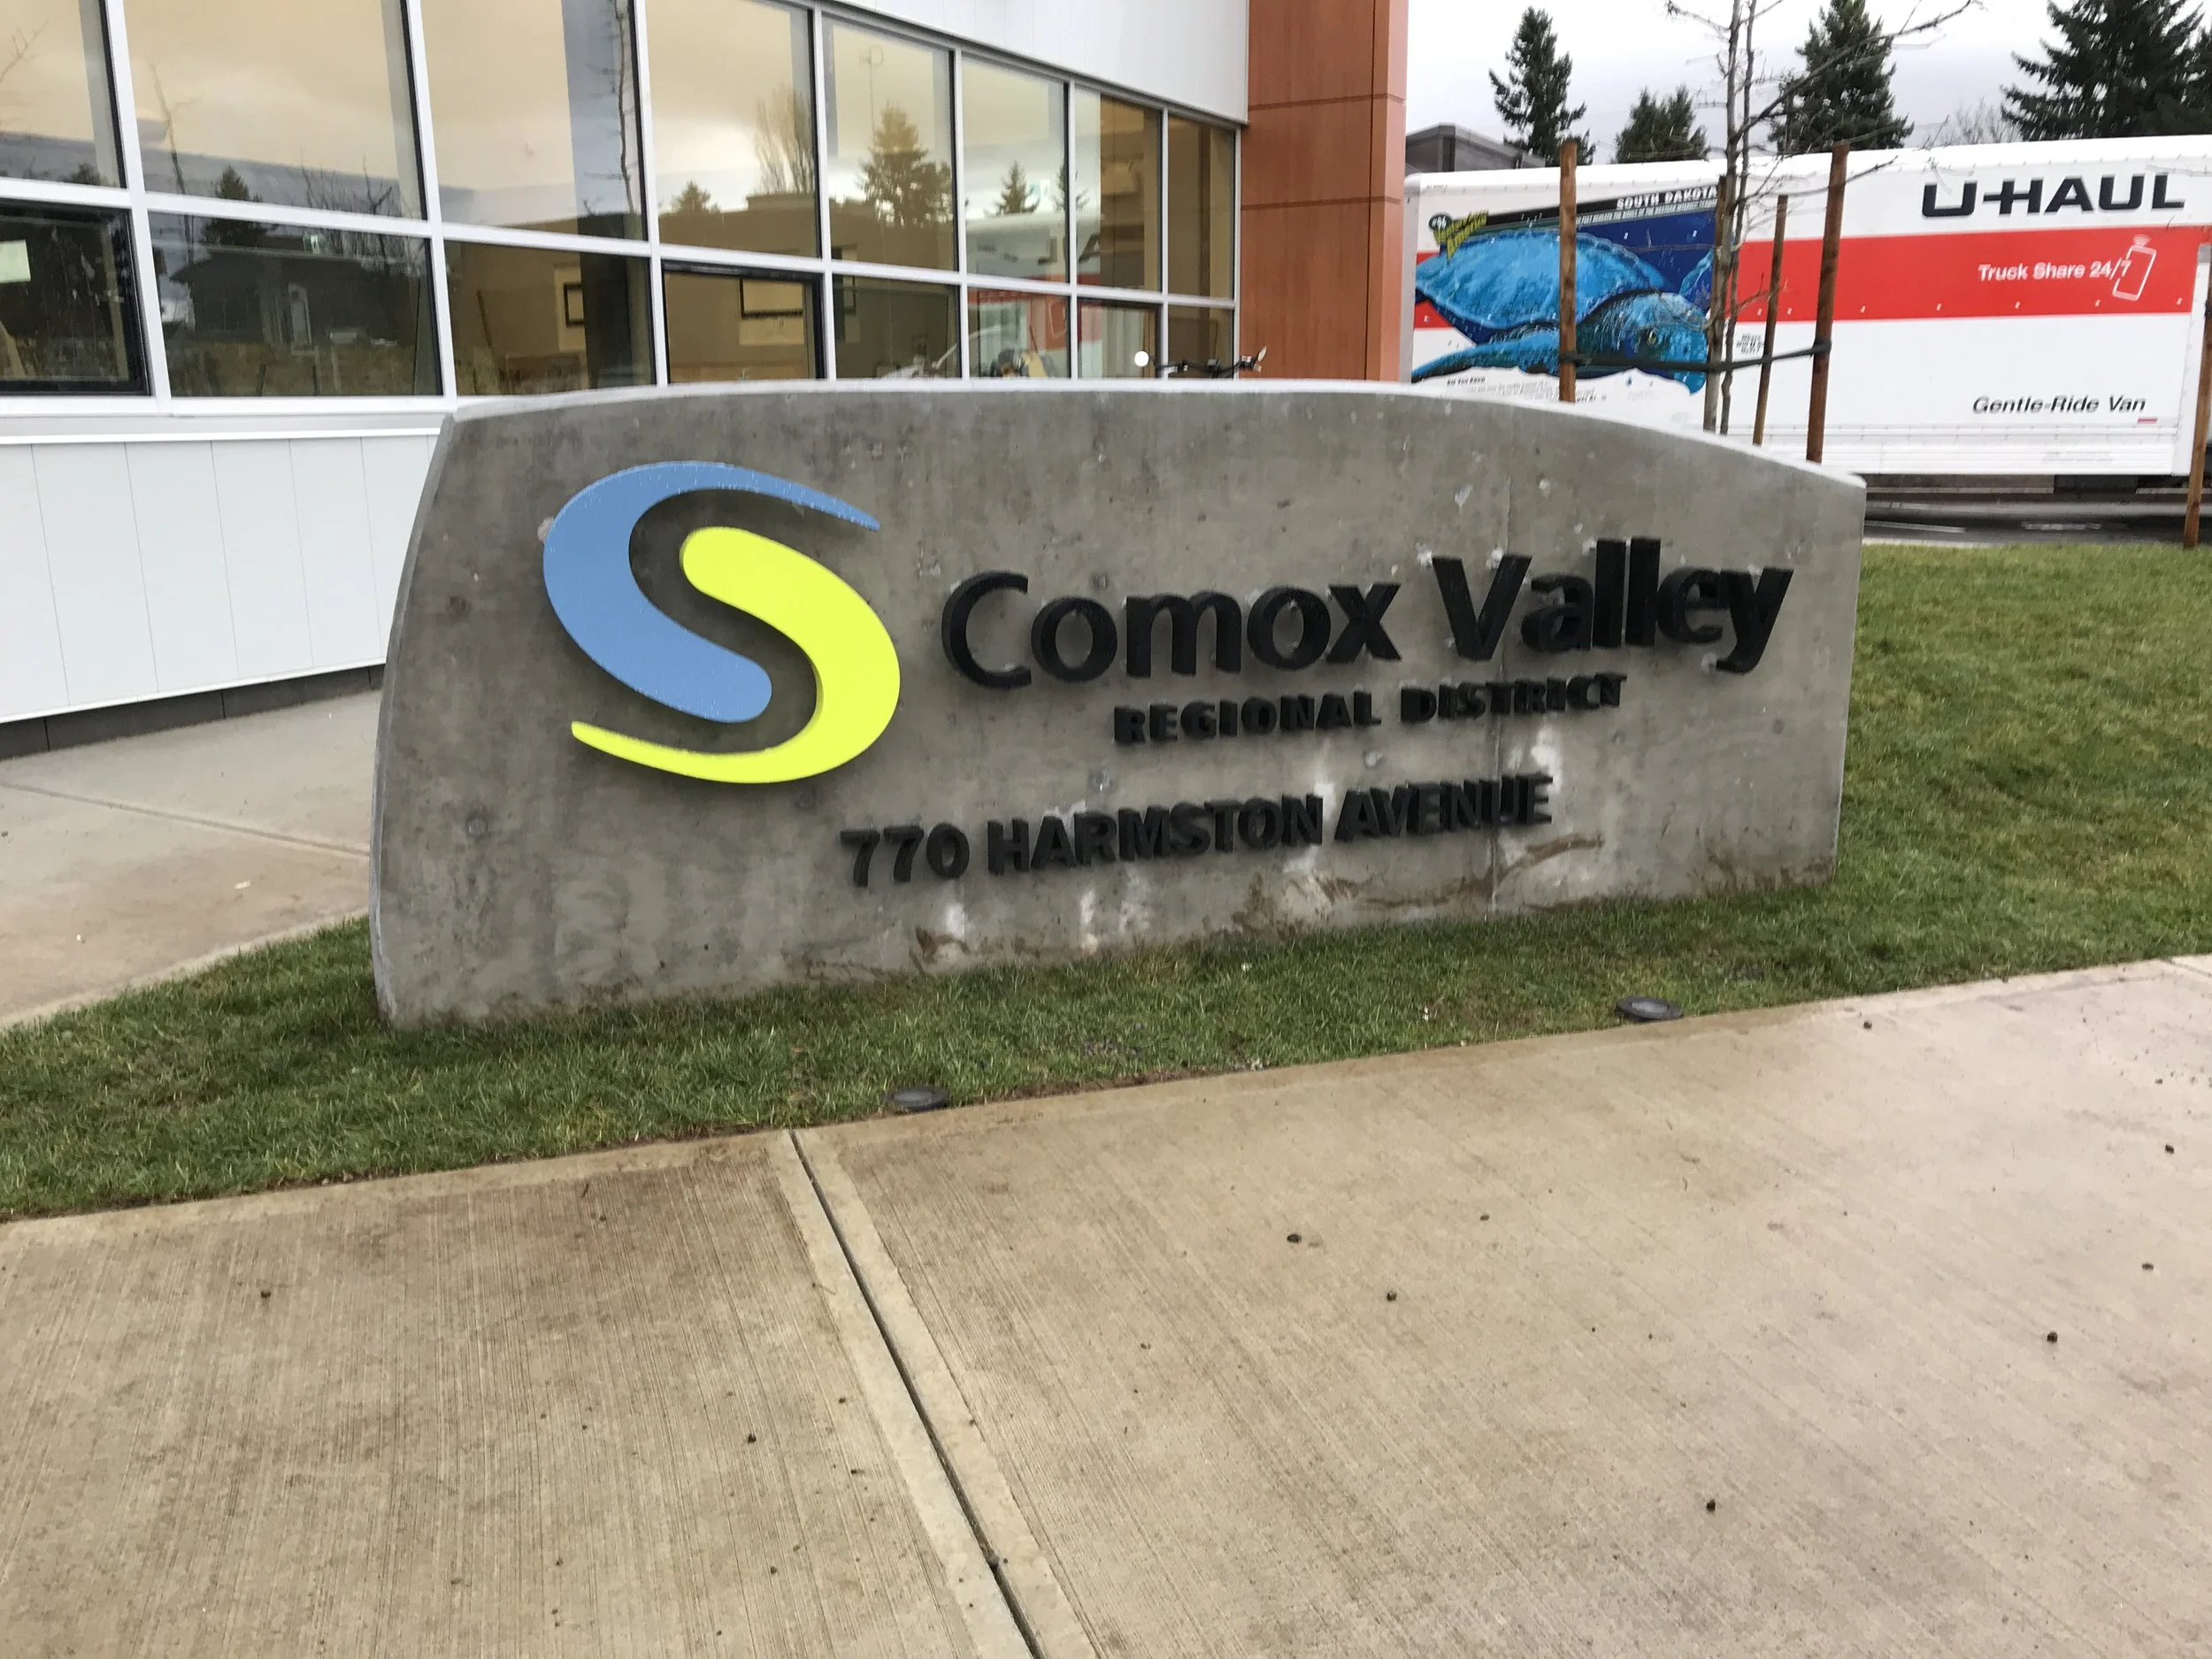 Comox Valley
REGIONAL DISTRICT
770 HARMSTON AVENUE
SOUTH DAKOTA
U-HAUL
Truck Share 24/7
Gentle-Ride Van